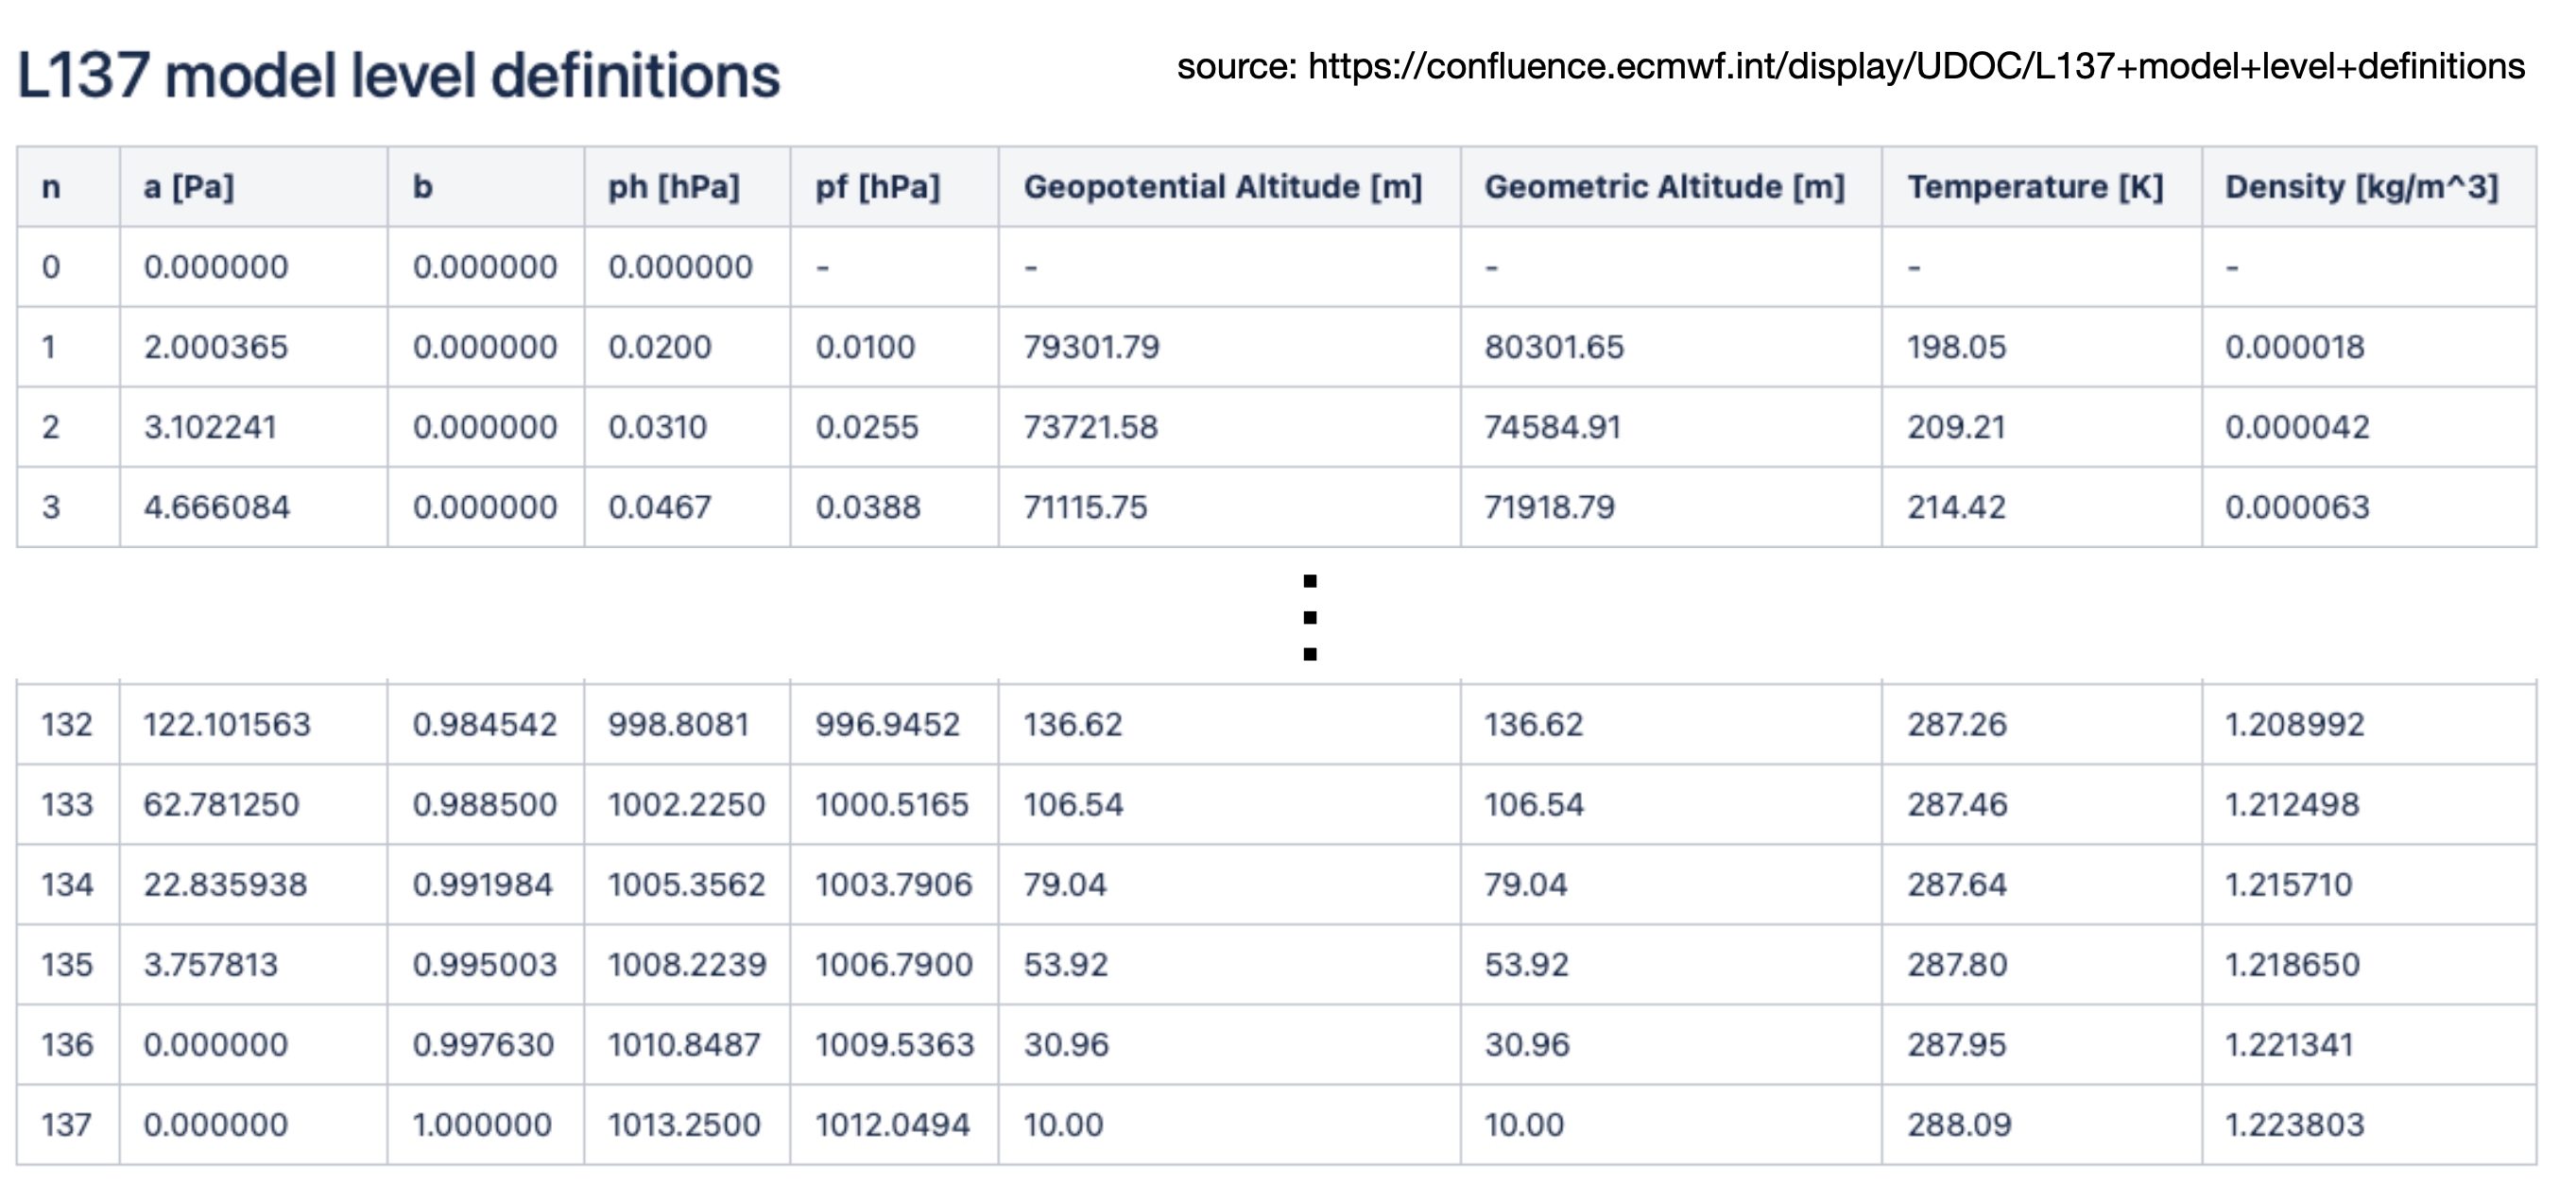 L137 model level definitions
source: https://confluence.ecmwf.int/display/UDOC/L137+model+level+definitions
n a [Pa] b ph [hPa] pf [hPa] Geopotential Altitude [m] Geometric Altitude [m] Temperature [K] Density [kg/m^3]
0 0.000000 0.000000 0.000000 - - - - -
1 2.000365 0.000000 0.0200 0.0100 79301.79 80301.65 198.05 0.000018
2 3.102241 0.000000 0.0310 0.0255 73721.58 74584.91 209.21 0.000042
3 4.666084 0.000000 0.0467 0.0388 71115.75 71918.79 214.42 0.000063
132 122.101563 0.984542 998.8081 996.9452 136.62 136.62 287.26 1.208992
133 62.781250 0.988500 1002.2250 1000.5165 106.54 106.54 287.46 1.212498
134 22.835938 0.991984 1005.3562 1003.7906 79.04 79.04 287.64 1.215710
135 3.757813 0.995003 1008.2239 1006.7900 53.92 53.92 287.80 1.218650
136 0.000000 0.997630 1010.8487 1009.5363 30.96 30.96 287.95 1.221341
137 0.000000 1.000000 1013.2500 1012.0494 10.00 10.00 288.09 1.223803